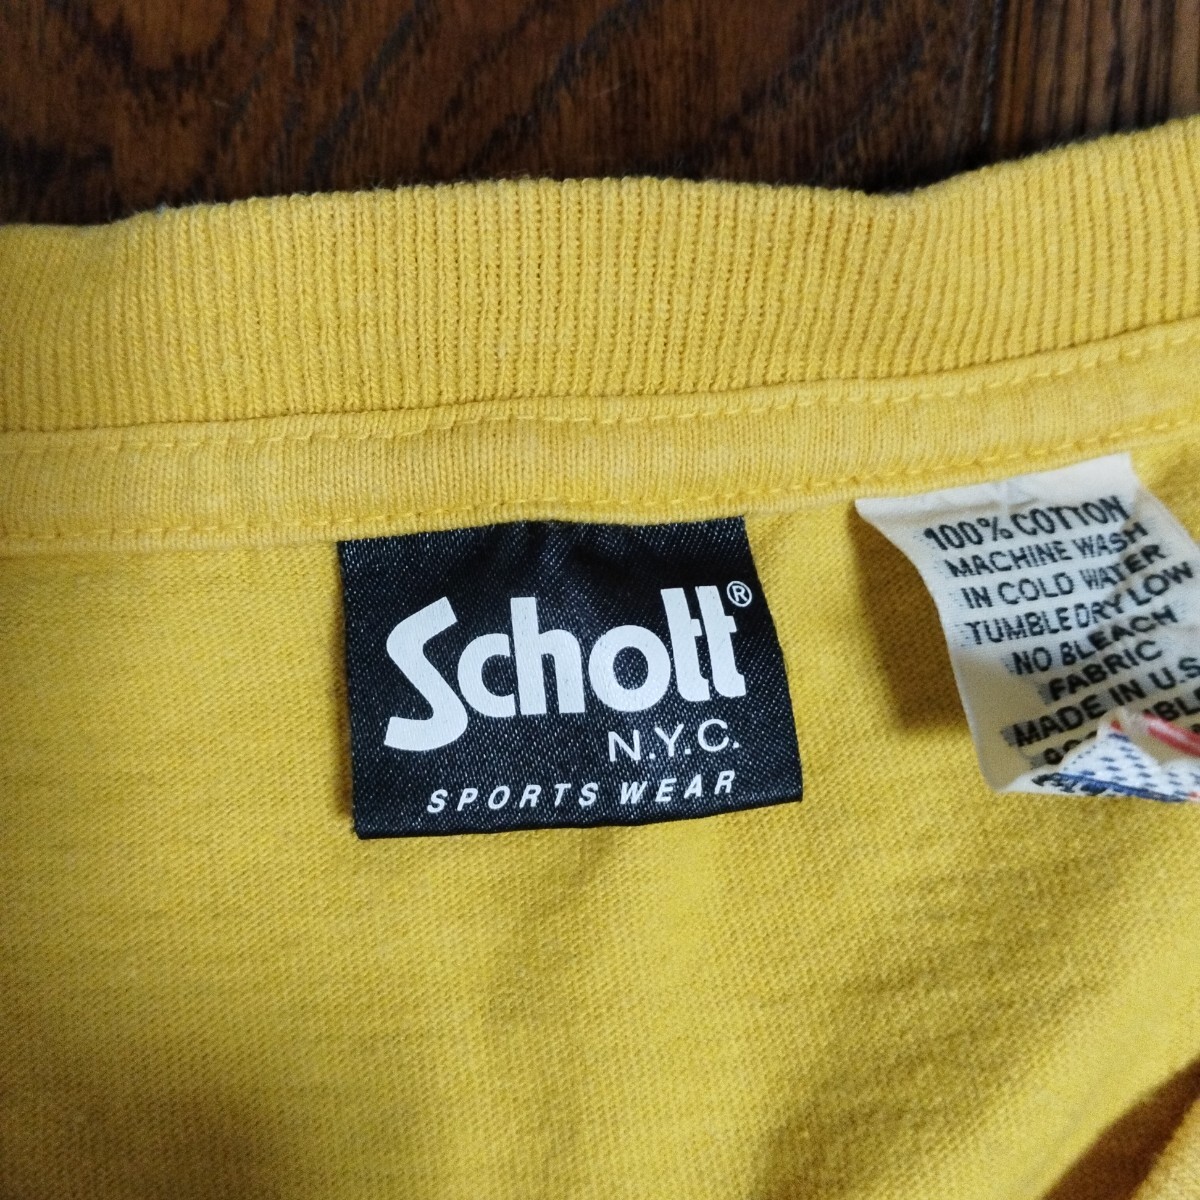 Schott®
N.Y.C.
SPORTS WEAR
100% COTTON
MACHINE WASH
IN COLD WATER
TUMBLE DRY LOW
NO BLEACH
FABRIC
MADE IN U.S